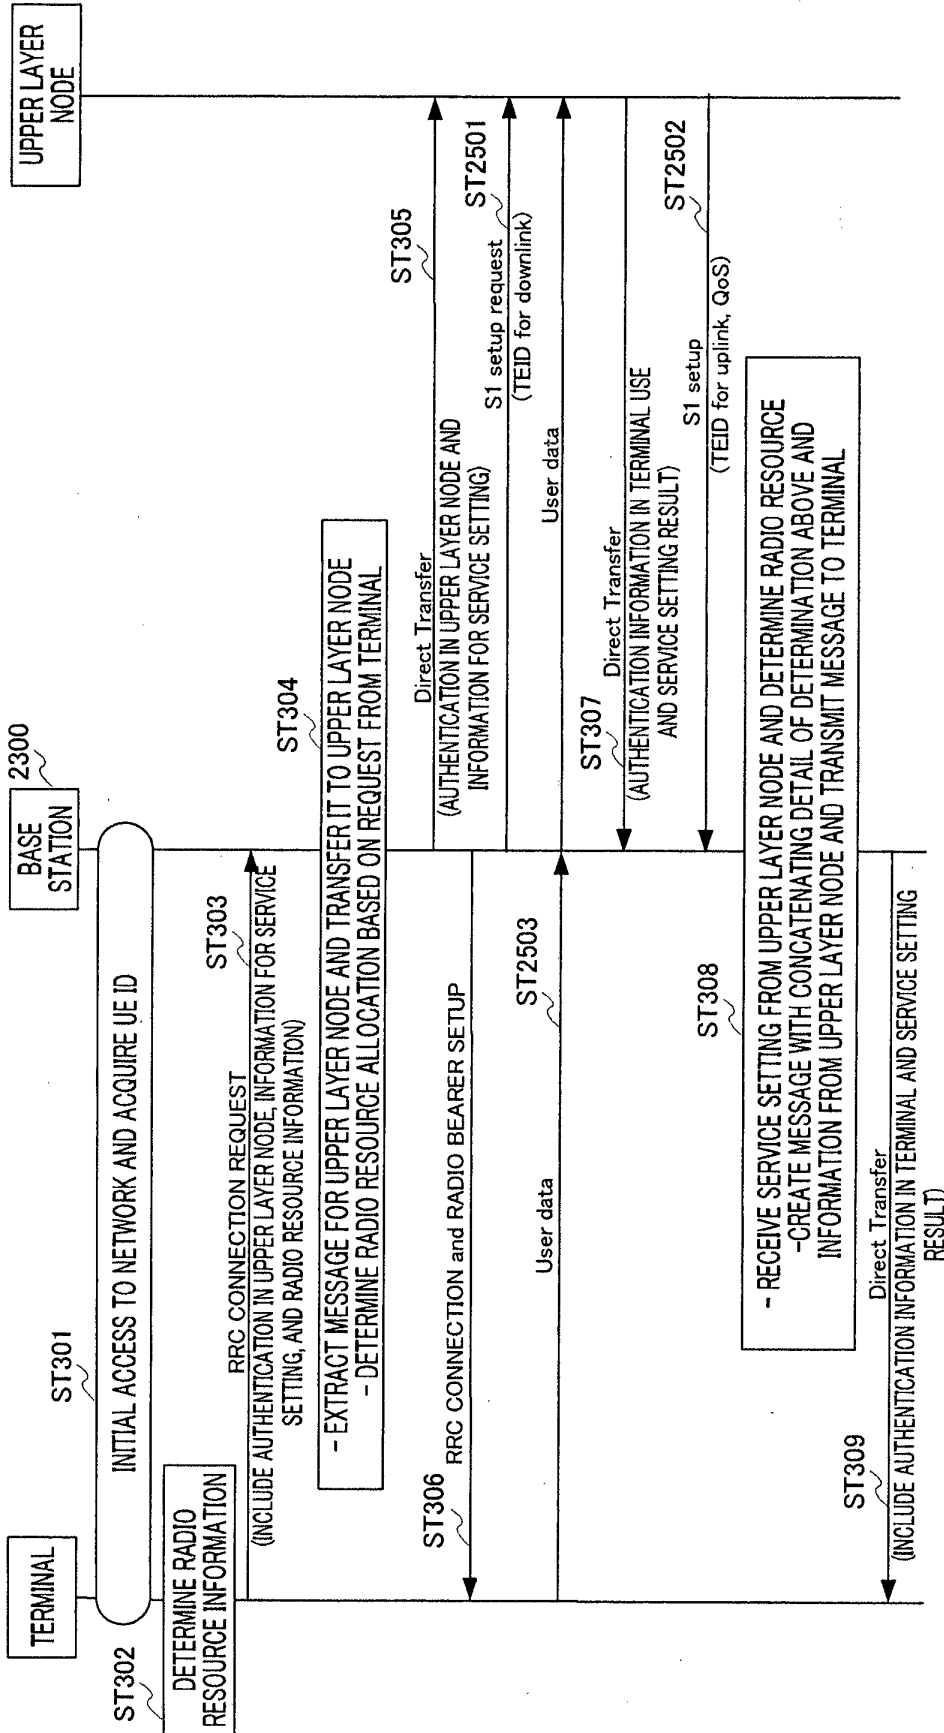 TERMINAL
BASE
STATION
2300
UPPER LAYER
NODE
ST301
INITIAL ACCESS TO NETWORK AND ACQUIRE UE ID
ST302
DETERMINE RADIO
RESOURCE INFORMATION
RRC CONNECTION REQUEST
ST303
(INCLUDE AUTHENTICATION IN UPPER LAYER NODE, INFORMATION FOR SERVICE
SETTING, AND RADIO RESOURCE INFORMATION)
ST304
- EXTRACT MESSAGE FOR UPPER LAYER NODE AND TRANSFER IT TO UPPER LAYER NODE
- DETERMINE RADIO RESOURCE ALLOCATION BASED ON REQUEST FROM TERMINAL
Direct Transfer
ST305
(AUTHENTICATION IN UPPER LAYER NODE AND
INFORMATION FOR SERVICE SETTING)
ST306
RRC CONNECTION and RADIO BEARER SETUP
S1 setup request
ST2501
(TEID for downlink)
User data
ST2503
User data
ST307
Direct Transfer
(AUTHENTICATION INFORMATION IN TERMINAL USE
AND SERVICE SETTING RESULT)
S1 setup
ST2502
(TEID for uplink, QoS)
ST308
- RECEIVE SERVICE SETTING FROM UPPER LAYER NODE AND DETERMINE RADIO RESOURCE
-CREATE MESSAGE WITH CONCATENATING DETAIL OF DETERMINATION ABOVE AND
INFORMATION FROM UPPER LAYER NODE AND TRANSMIT MESSAGE TO TERMINAL
ST309
Direct Transfer
(INCLUDE AUTHENTICATION INFORMATION IN TERMINAL AND SERVICE SETTING
RESULT)